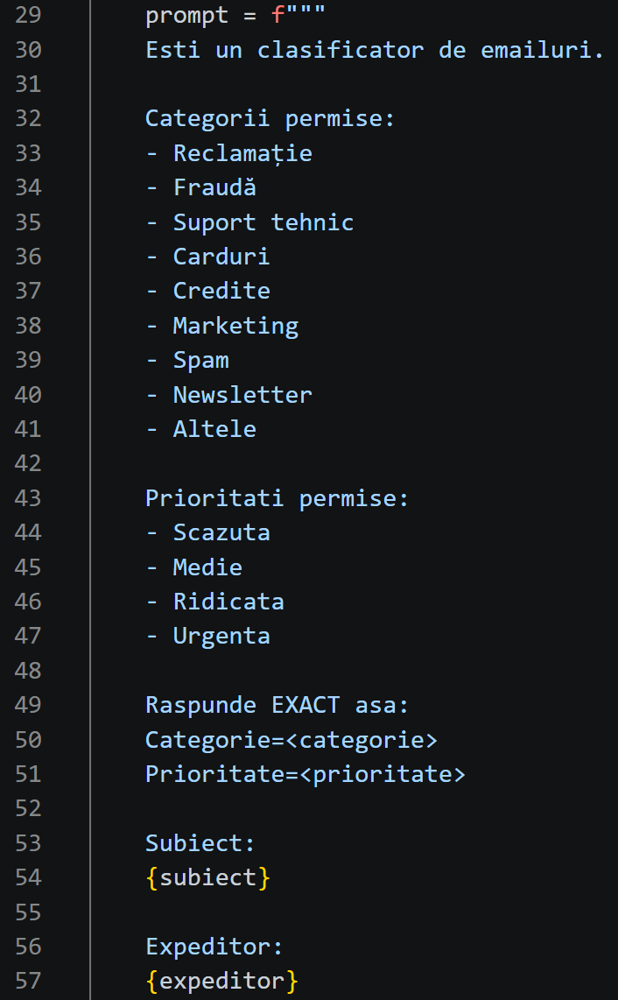 29 prompt = f"""
30 Esti un clasificator de emailuri.
31
32 Categorii permise:
33 - Reclamație
34 - Fraudă
35 - Suport tehnic
36 - Carduri
37 - Credite
38 - Marketing
39 - Spam
40 - Newsletter
41 - Altele
42
43 Prioritati permise:
44 - Scazuta
45 - Medie
46 - Ridicata
47 - Urgenta
48
49 Raspunde EXACT asa:
50 Categorie=<categorie>
51 Prioritate=<prioritate>
52
53 Subiect:
54 {subiect}
55
56 Expeditor:
57 {expeditor}